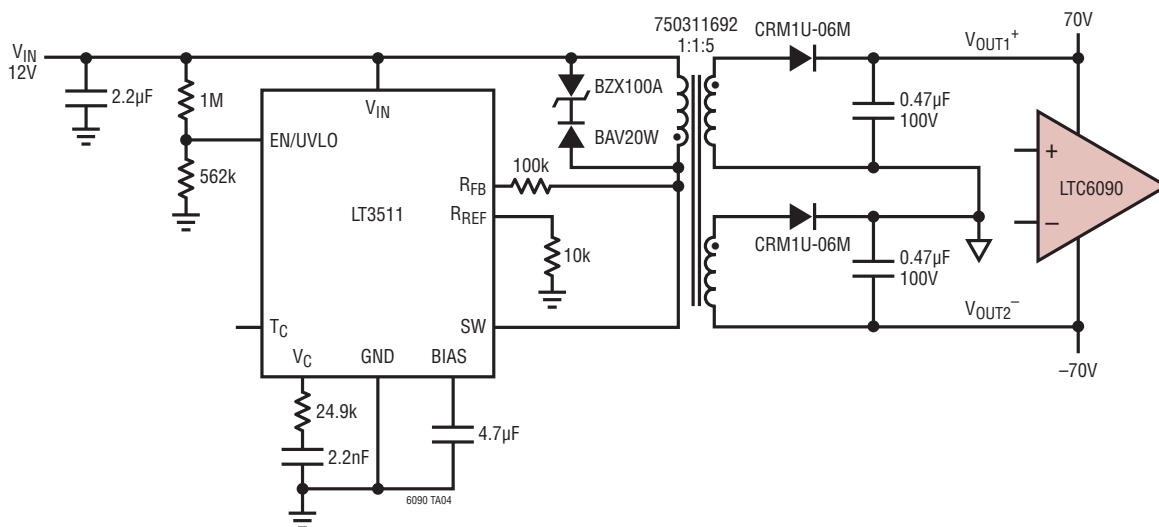 V_IN
12V
2.2µF
1M
562k
V_IN
EN/UVLO
LT3511
R_FB
R_REF
T_C
SW
V_C
GND
BIAS
24.9k
2.2nF
4.7µF
6090 TA04
BZX100A
BAV20W
100k
10k
750311692
1:1:5
CRM1U-06M
CRM1U-06M
0.47µF
100V
0.47µF
100V
V_OUT1+
70V
+
–
LTC6090
V_OUT2–
–70V